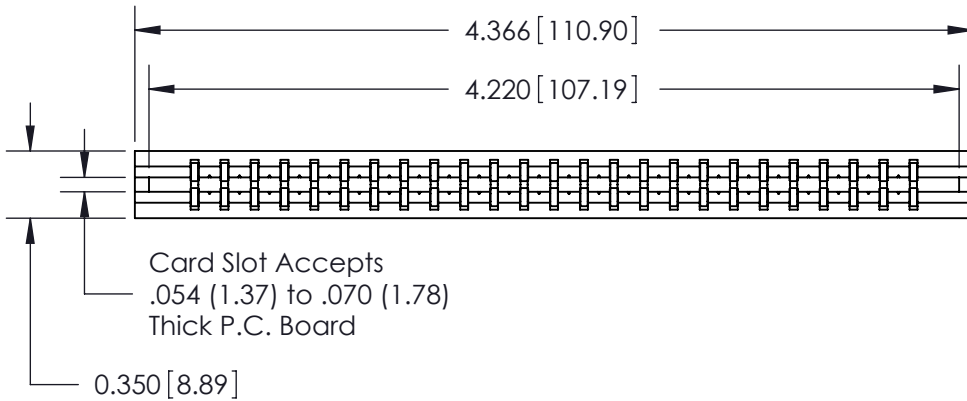 4.366 [110.90]
4.220 [107.19]
Card Slot Accepts
.054 (1.37) to .070 (1.78)
Thick P.C. Board
0.350 [8.89]